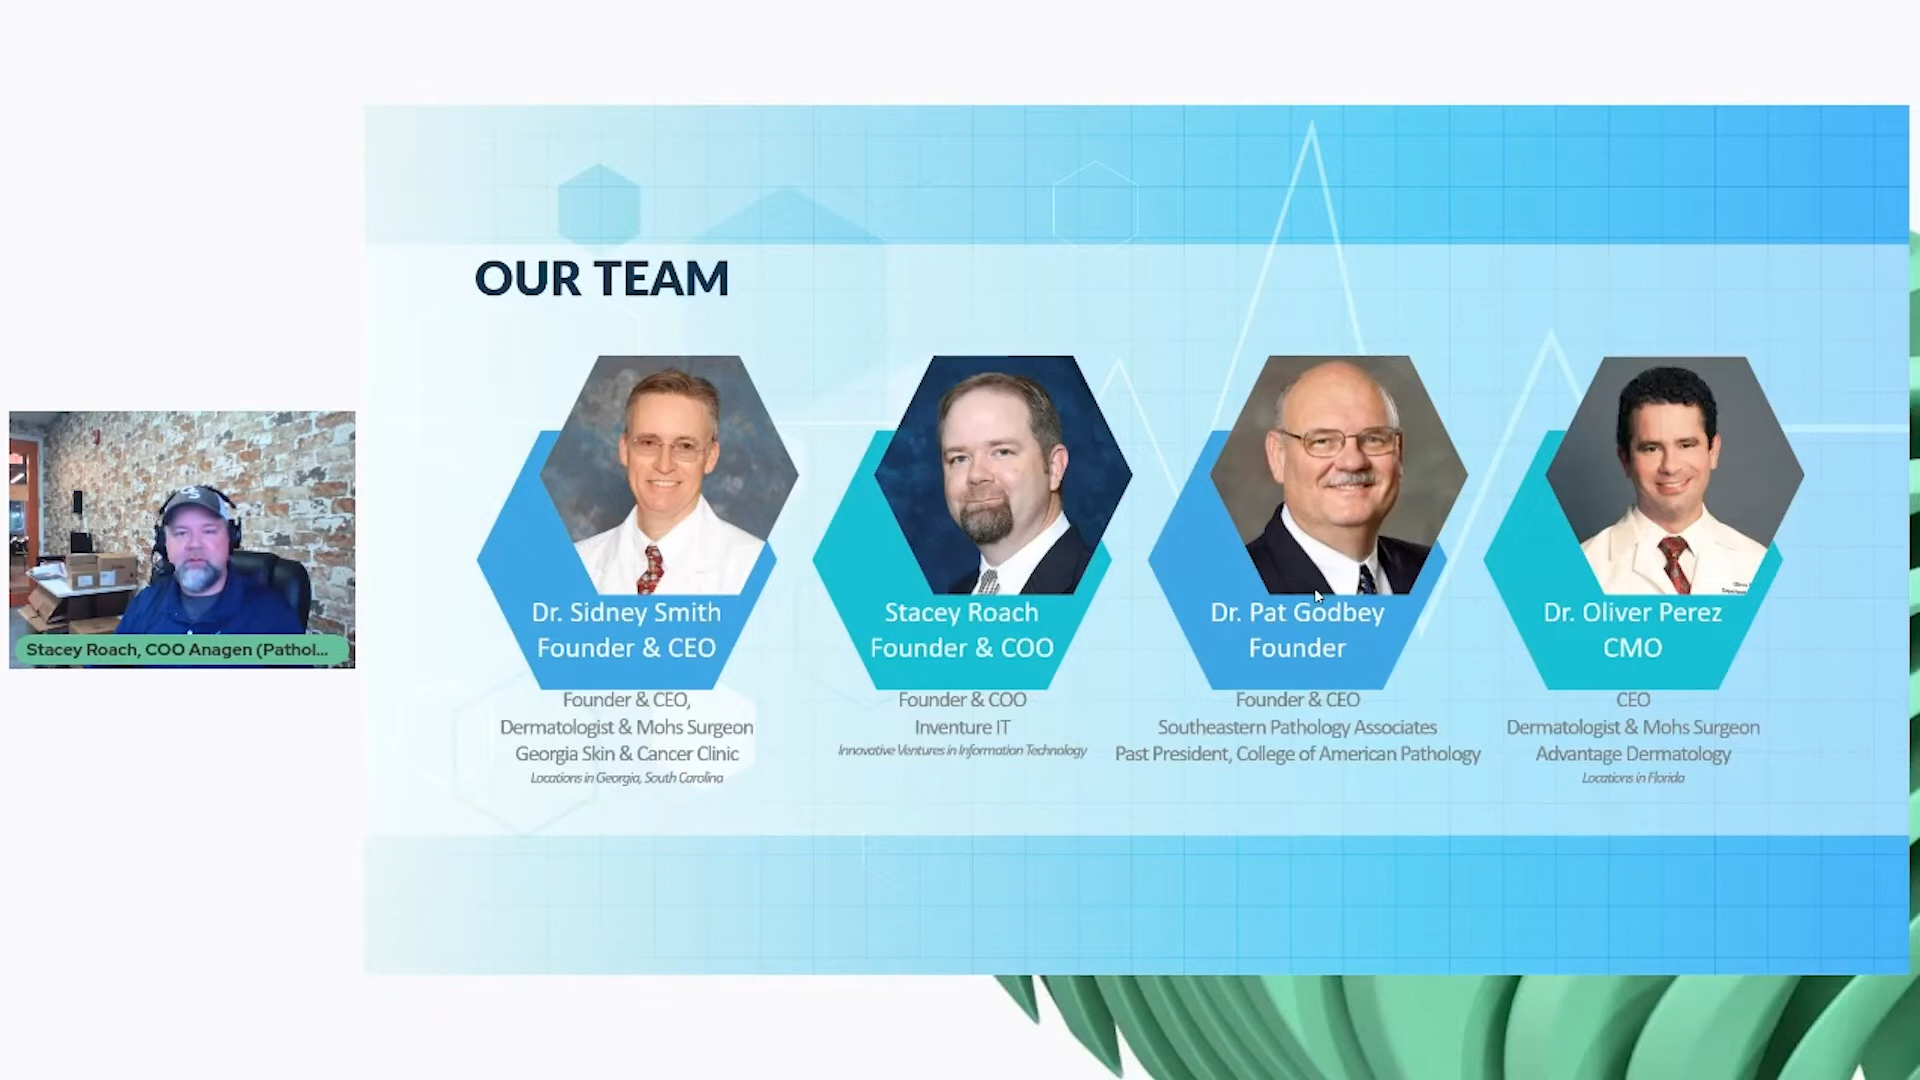 OUR TEAM
Dr. Sidney Smith
Founder & CEO
Founder & CEO,
Dermatologist & Mohs Surgeon
Georgia Skin & Cancer Clinic
Locations in Georgia, South Carolina
Stacey Roach
Founder & COO
Founder & COO
Inventure IT
Innovative Ventures in Information Technology
Dr. Pat Godbey
Founder
Founder & CEO
Southeastern Pathology Associates
Past President, College of American Pathology
Dr. Oliver Perez
CMO
CEO
Dermatologist & Mohs Surgeon
Advantage Dermatology
Locations in Florida
Stacey Roach, COO Anagen (Pathol...